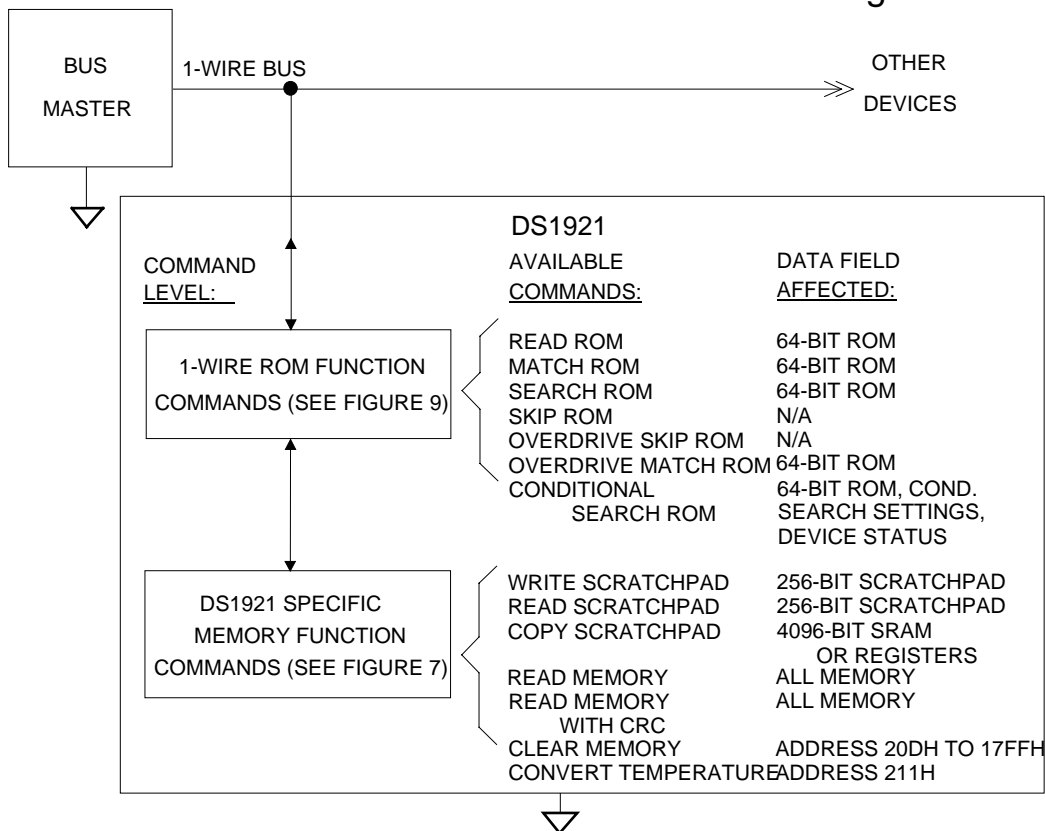 BUS
MASTER
1-WIRE BUS
OTHER
DEVICES
DS1921
COMMAND
LEVEL:
AVAILABLE
COMMANDS:
DATA FIELD
AFFECTED:
1-WIRE ROM FUNCTION
COMMANDS (SEE FIGURE 9)
READ ROM 64-BIT ROM
MATCH ROM 64-BIT ROM
SEARCH ROM 64-BIT ROM
SKIP ROM N/A
OVERDRIVE SKIP ROM N/A
OVERDRIVE MATCH ROM 64-BIT ROM
CONDITIONAL 64-BIT ROM, COND.
SEARCH ROM SEARCH SETTINGS,
DEVICE STATUS
DS1921 SPECIFIC
MEMORY FUNCTION
COMMANDS (SEE FIGURE 7)
WRITE SCRATCHPAD 256-BIT SCRATCHPAD
READ SCRATCHPAD 256-BIT SCRATCHPAD
COPY SCRATCHPAD 4096-BIT SRAM
OR REGISTERS
READ MEMORY ALL MEMORY
READ MEMORY ALL MEMORY
WITH CRC
CLEAR MEMORY ADDRESS 20DH TO 17FFH
CONVERT TEMPERATURE ADDRESS 211H